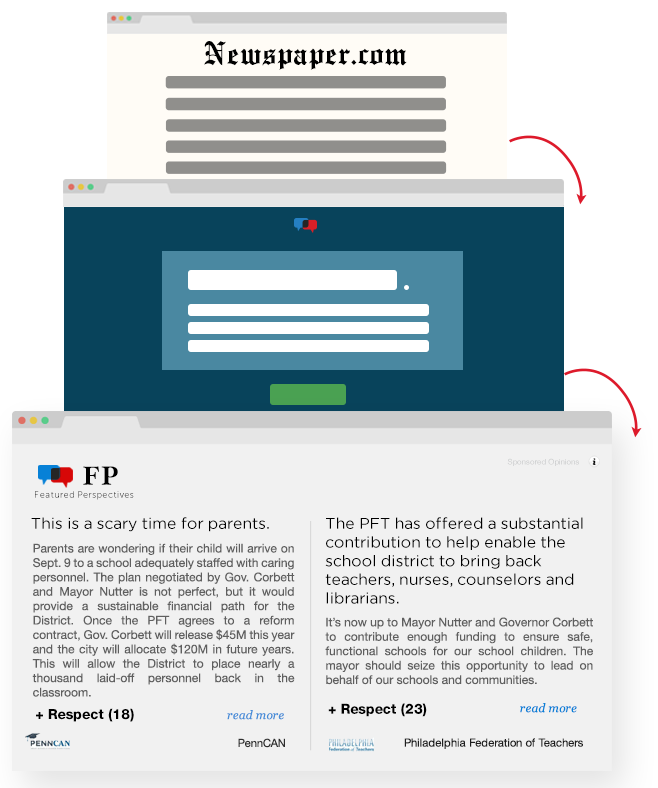 Newspaper.com
Sponsored Opinions i
FP
Featured Perspectives
This is a scary time for parents.
Parents are wondering if their child will arrive on
Sept. 9 to a school adequately staffed with caring
personnel. The plan negotiated by Gov. Corbett
and Mayor Nutter is not perfect, but it would
provide a sustainable financial path for the
District. Once the PFT agrees to a reform
contract, Gov. Corbett will release $45M this year
and the city will allocate $120M in future years.
This will allow the District to place nearly a
thousand laid-off personnel back in the
classroom.
+ Respect (18) read more
PENNCAN PennCAN
The PFT has offered a substantial
contribution to help enable the
school district to bring back
teachers, nurses, counselors and
librarians.
It's now up to Mayor Nutter and Governor Corbett
to contribute enough funding to ensure safe,
functional schools for our school children. The
mayor should seize this opportunity to lead on
behalf of our schools and communities.
+ Respect (23) read more
PHILADELPHIA Philadelphia Federation of Teachers
Federation of Teachers